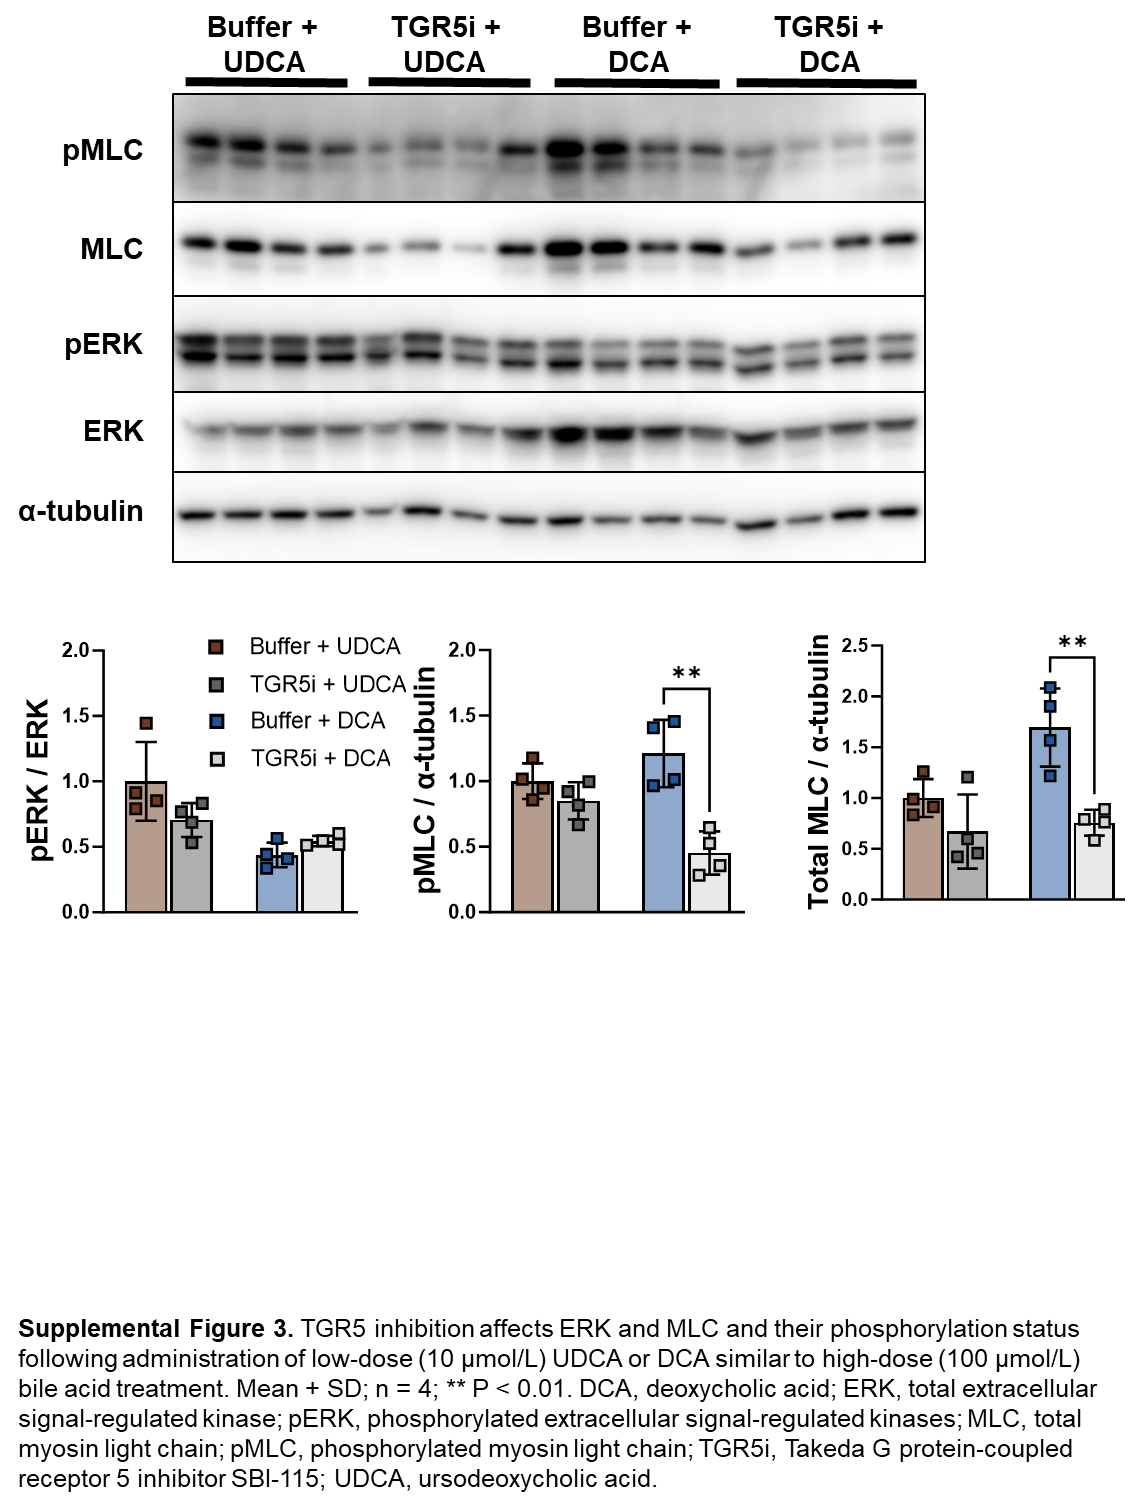 Buffer +
UDCA
TGR5i +
UDCA
Buffer +
DCA
TGR5i +
DCA
pMLC
MLC
pERK
ERK
α-tubulin
pERK / ERK
2.0
1.5
1.0
0.5
0.0
Buffer + UDCA
TGR5i + UDCA
Buffer + DCA
TGR5i + DCA
pMLC / α-tubulin
2.0
1.5
1.0
0.5
0.0
**
Total MLC / α-tubulin
2.5
2.0
1.5
1.0
0.5
0.0
**
Supplemental Figure 3. TGR5 inhibition affects ERK and MLC and their phosphorylation status
following administration of low-dose (10 μmol/L) UDCA or DCA similar to high-dose (100 μmol/L)
bile acid treatment. Mean + SD; n = 4; ** P < 0.01. DCA, deoxycholic acid; ERK, total extracellular
signal-regulated kinase; pERK, phosphorylated extracellular signal-regulated kinases; MLC, total
myosin light chain; pMLC, phosphorylated myosin light chain; TGR5i, Takeda G protein-coupled
receptor 5 inhibitor SBI-115; UDCA, ursodeoxycholic acid.